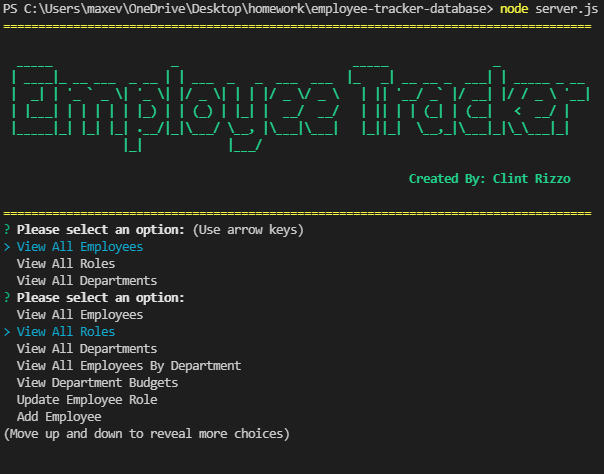 PS C:\Users\maxev\OneDrive\Desktop\homework\employee-tracker-database> node server.js
====================================================================================
Employee Tracker
Created By: Clint Rizzo
====================================================================================
? Please select an option: (Use arrow keys)
> View All Employees
View All Roles
View All Departments
? Please select an option:
View All Employees
> View All Roles
View All Departments
View All Employees By Department
View Department Budgets
Update Employee Role
Add Employee
(Move up and down to reveal more choices)